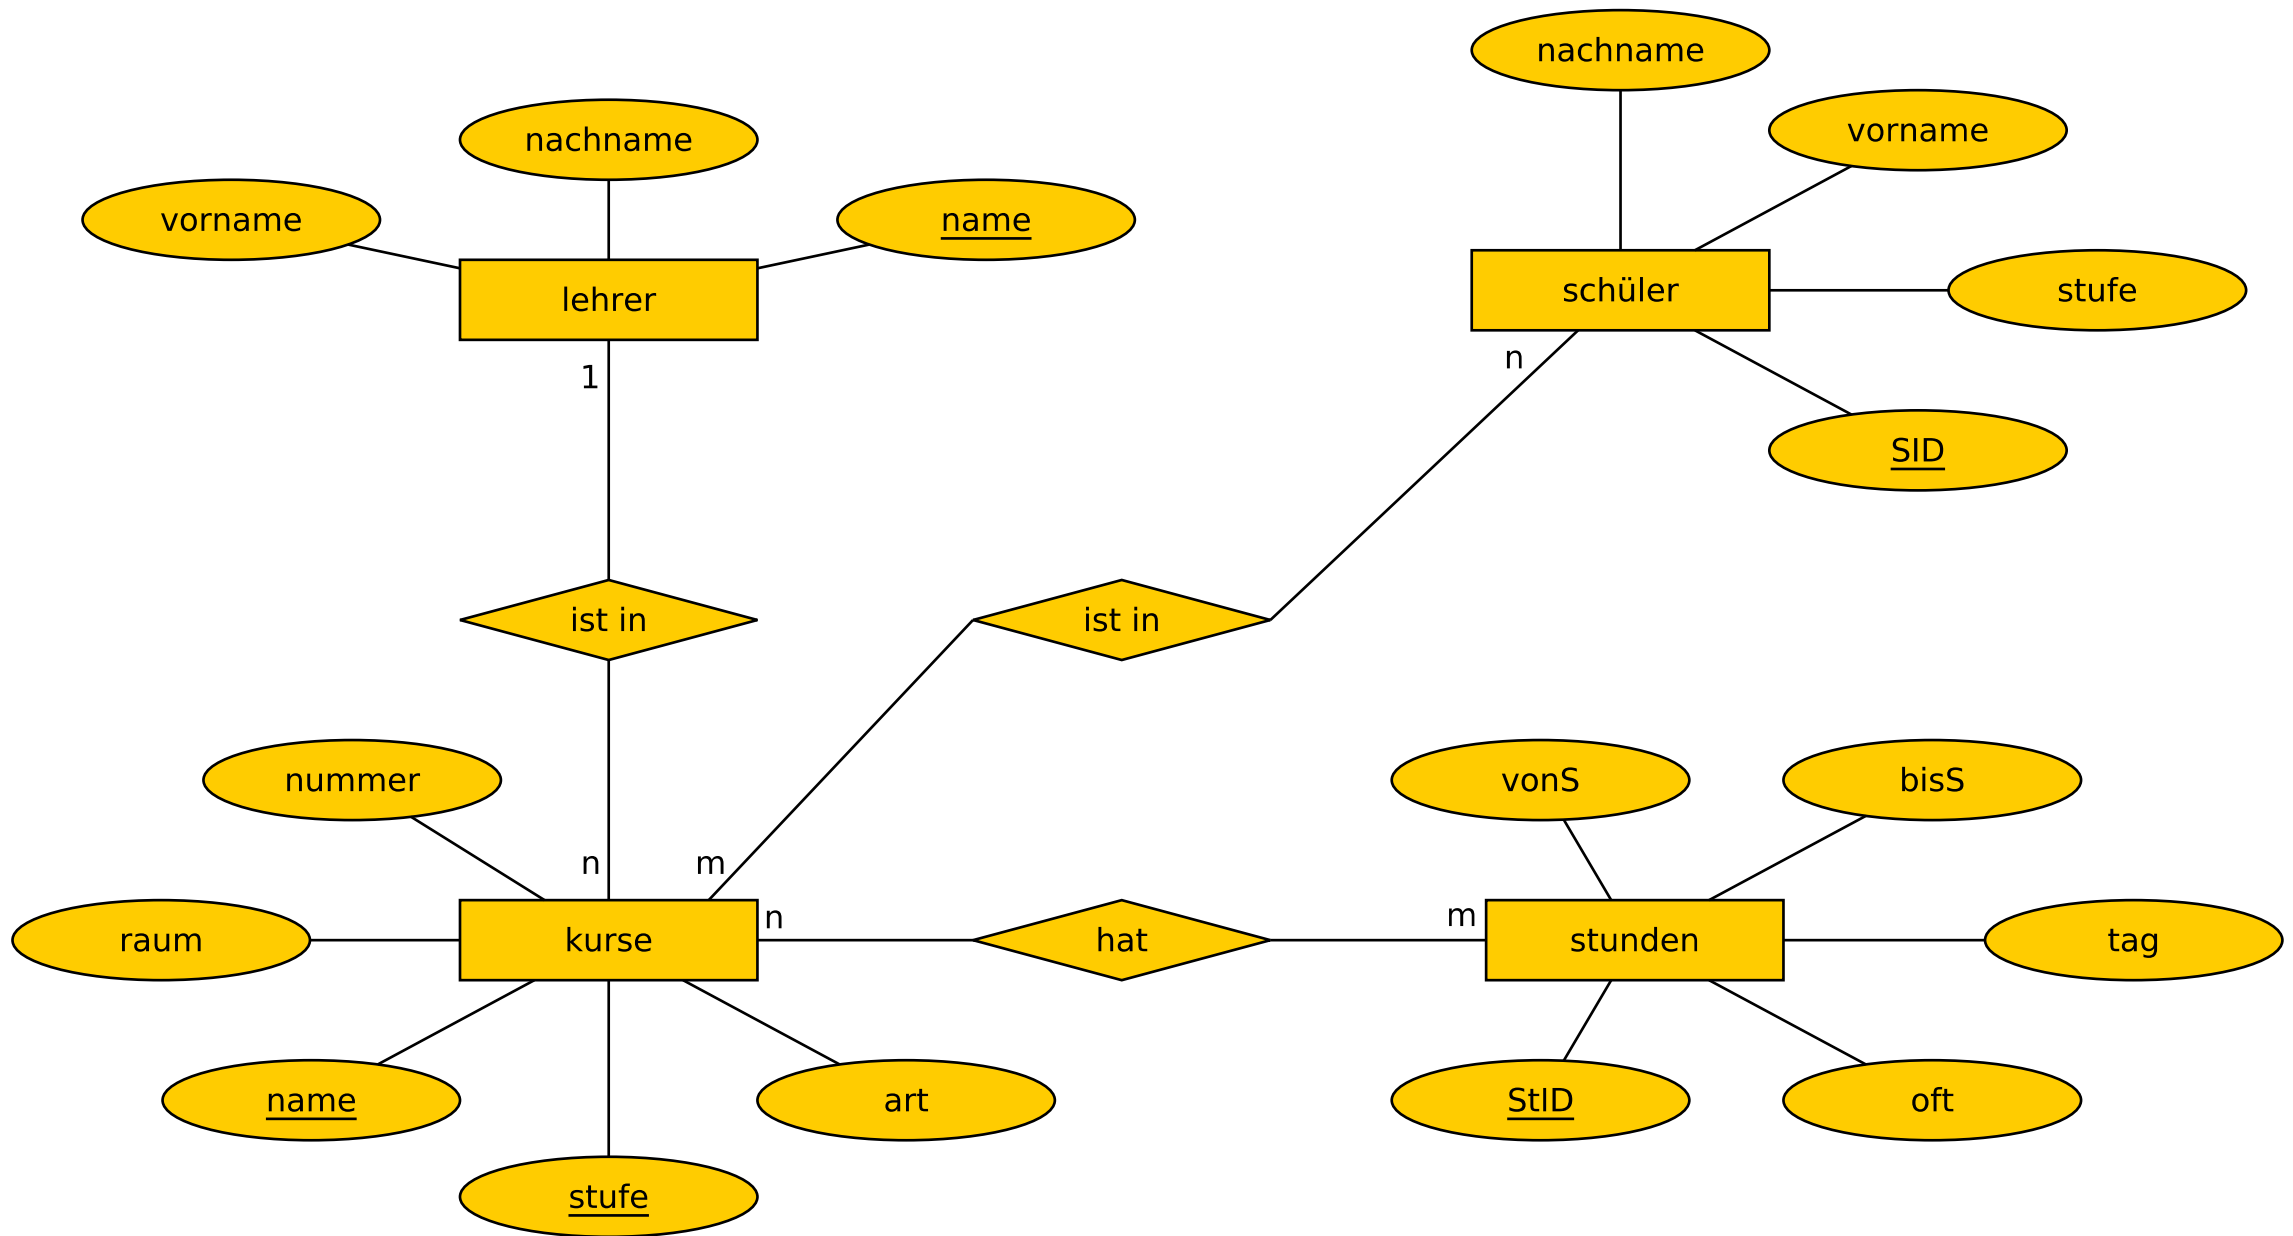 nachname
vorname
nachname
vorname
name
schüler
stufe
lehrer
n
1
SID
ist in
ist in
nummer
vonS
bisS
n
m
n
m
raum
kurse
hat
stunden
tag
name
art
StID
oft
stufe